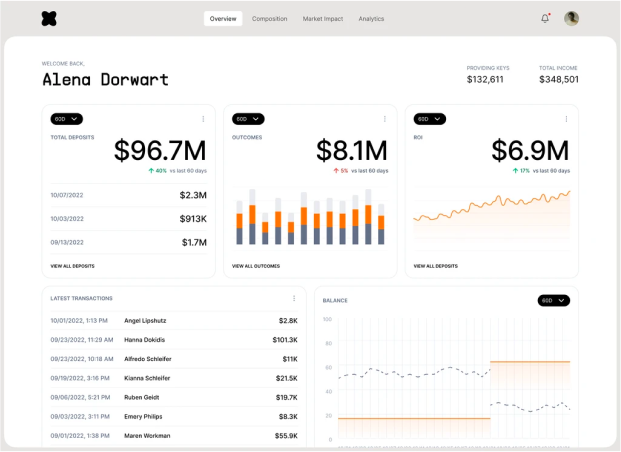 Overview Composition Market Impact Analytics
WELCOME BACK,
Alena Dorwart
PROVIDING KEYS TOTAL INCOME
$132,611 $348,501
60D
TOTAL DEPOSITS
$96.7M
40% vs last 60 days
10/07/2022 $2.3M
10/03/2022 $913K
09/13/2022 $1.7M
VIEW ALL DEPOSITS
60D
OUTCOMES
$8.1M
5% vs last 60 days
VIEW ALL OUTCOMES
60D
ROI
$6.9M
17% vs last 60 days
VIEW ALL DEPOSITS
LATEST TRANSACTIONS
10/01/2022, 1:13 PM Angel Lipshutz $2.8K
09/23/2022, 11:29 AM Hanna Dokidis $101.3K
09/23/2022, 10:18 AM Alfredo Schleifer $11K
09/19/2022, 3:16 PM Kianna Schleifer $21.5K
09/06/2022, 5:21 PM Ruben Geidt $19.7K
09/03/2022, 3:11 PM Emery Philips $8.3K
09/01/2022, 1:38 PM Maren Workman $55.9K
BALANCE 60D
100
80
60
40
20
0